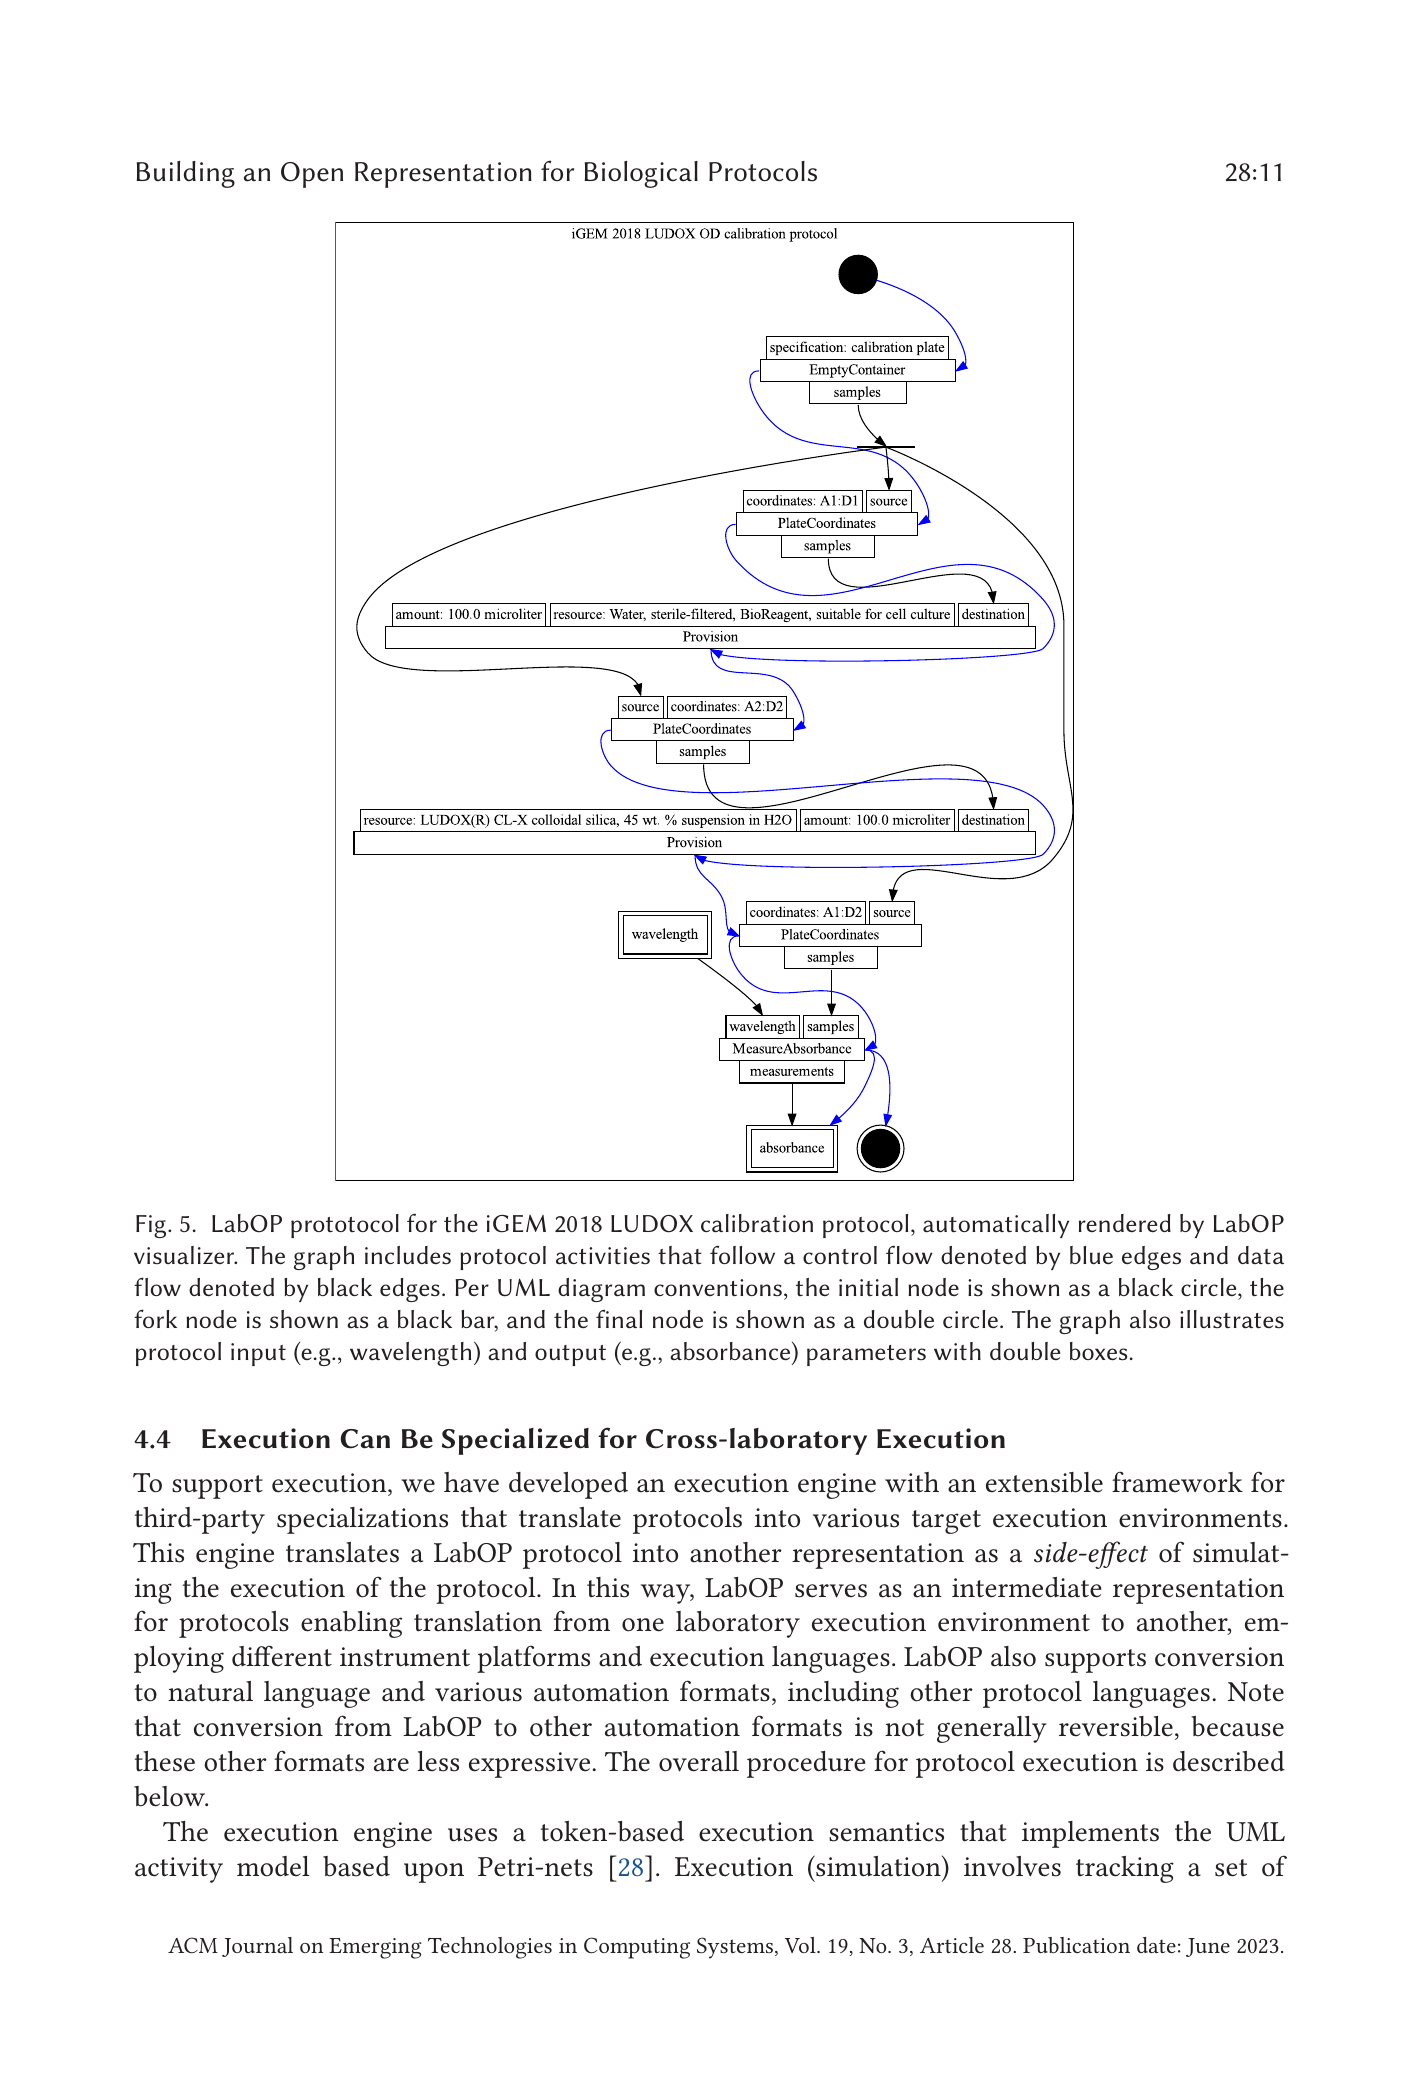 Building an Open Representation for Biological Protocols 28:11
iGEM 2018 LUDOX OD calibration protocol
specification: calibration plate
EmptyContainer
samples
coordinates: A1:D1 source
PlateCoordinates
samples
amount: 100.0 microliter resource: Water, sterile-filtered, BioReagent, suitable for cell culture destination
Provision
source coordinates: A2:D2
PlateCoordinates
samples
resource: LUDOX(R) CL-X colloidal silica, 45 wt. % suspension in H2O amount: 100.0 microliter destination
Provision
coordinates: A1:D2 source
wavelength
PlateCoordinates
samples
wavelength samples
MeasureAbsorbance
measurements
absorbance
Fig. 5. LabOP prototocol for the iGEM 2018 LUDOX calibration protocol, automatically rendered by LabOP
visualizer. The graph includes protocol activities that follow a control flow denoted by blue edges and data
flow denoted by black edges. Per UML diagram conventions, the initial node is shown as a black circle, the
fork node is shown as a black bar, and the final node is shown as a double circle. The graph also illustrates
protocol input (e.g., wavelength) and output (e.g., absorbance) parameters with double boxes.
4.4 Execution Can Be Specialized for Cross-laboratory Execution
To support execution, we have developed an execution engine with an extensible framework for
third-party specializations that translate protocols into various target execution environments.
This engine translates a LabOP protocol into another representation as a side-effect of simulat-
ing the execution of the protocol. In this way, LabOP serves as an intermediate representation
for protocols enabling translation from one laboratory execution environment to another, em-
ploying different instrument platforms and execution languages. LabOP also supports conversion
to natural language and various automation formats, including other protocol languages. Note
that conversion from LabOP to other automation formats is not generally reversible, because
these other formats are less expressive. The overall procedure for protocol execution is described
below.
The execution engine uses a token-based execution semantics that implements the UML
activity model based upon Petri-nets [28]. Execution (simulation) involves tracking a set of
ACM Journal on Emerging Technologies in Computing Systems, Vol. 19, No. 3, Article 28. Publication date: June 2023.